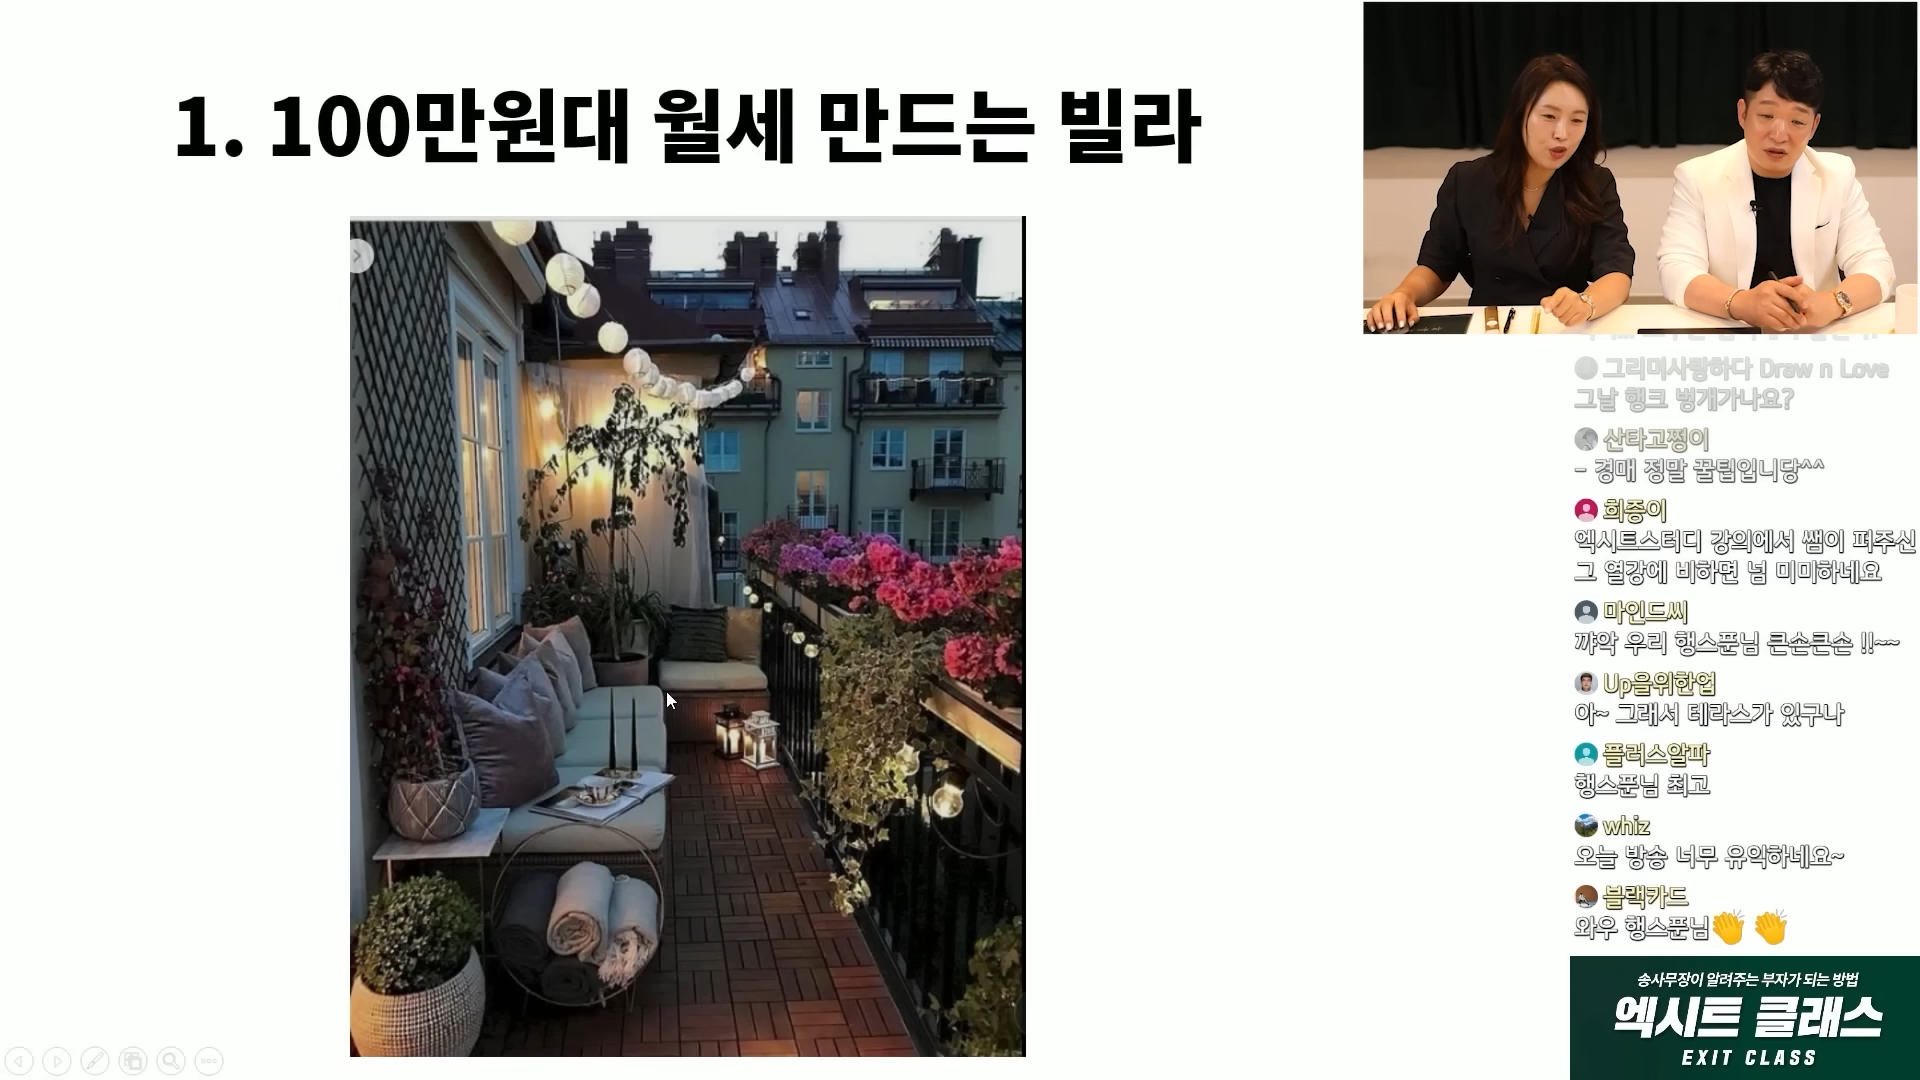 1. 100만원대 월세 만드는 빌라
그리며사랑하다 Draw n Love
그날 행크 벙개가나요?
산타고찡이
- 경매 정말 꿀팁입니당^^
희종이
엑시트스터디 강의에서 쌤이 퍼주신
그 열강에 비하면 넘 미미하네요
마인드씨
꺄악 우리 행스푼님 큰손큰손 !!~~
Up을위한업
아~ 그래서 테라스가 있구나
플러스알파
행스푼님 최고
whiz
오늘 방송 너무 유익하네요~
블랙카드
와우 행스푼님👏 👏
송사무장이 알려주는 부자가 되는 방법
엑시트 클래스
EXIT CLASS